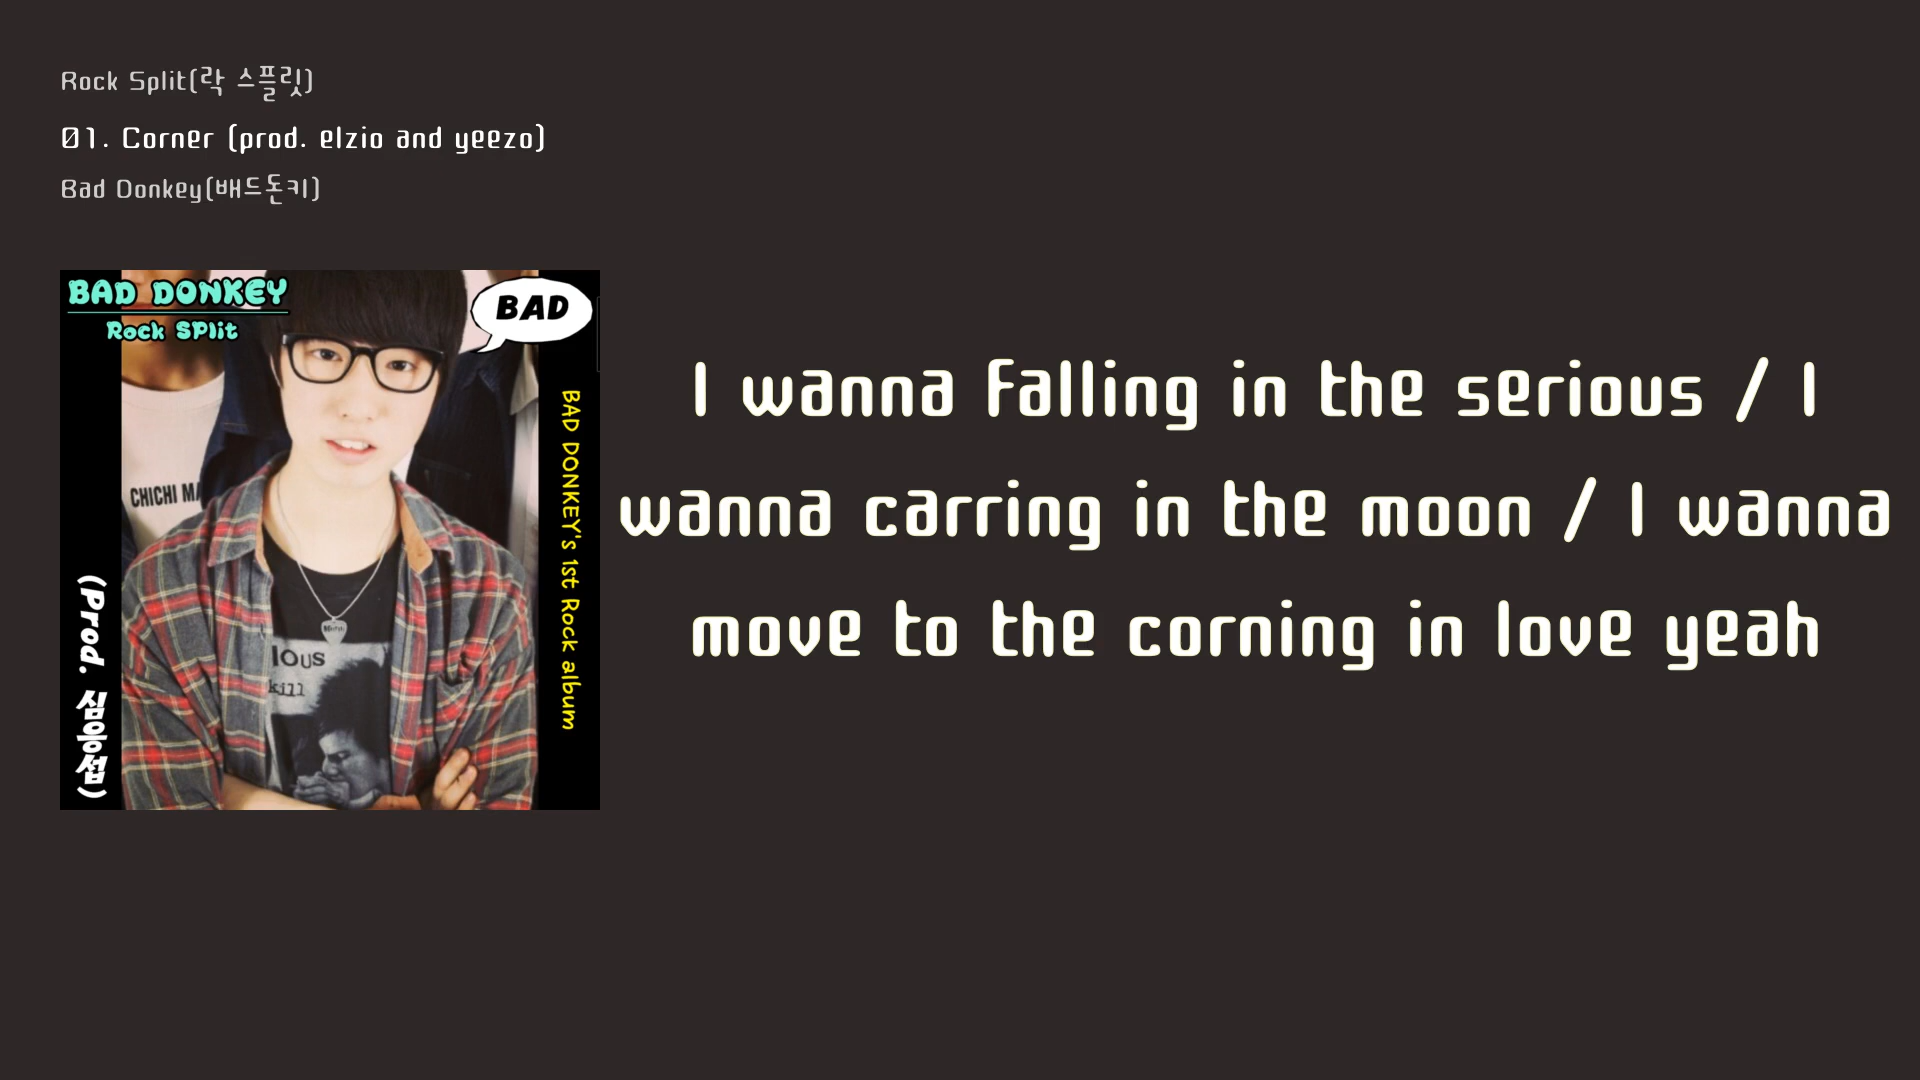 Rock Split(락 스플릿)
01. Corner (prod. elzio and yeezo)
Bad Donkey(배드돈키)
BAD DONKEY
Rock SPlit
BAD
CHICHI MA
BAD DONKEY's 1st Rock album
(Prod. 심양섭)
lous
kill
I wanna falling in the serious / I
wanna carring in the moon / I wanna
move to the corning in love yeah